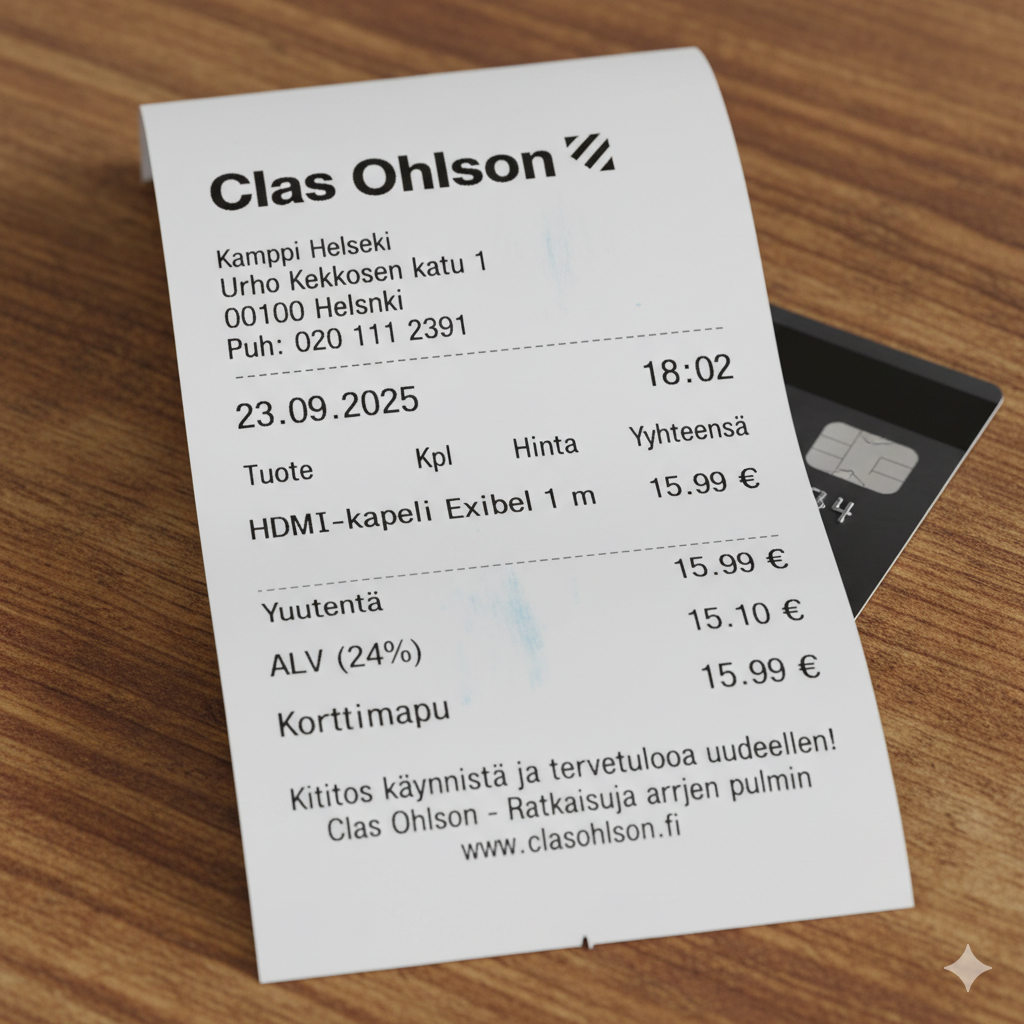 Clas Ohlson
Kamppi Helseki
Urho Kekkosen katu 1
00100 Helsnki
Puh: 020 111 2391
23.09.2025 18:02
Tuote Kpl Hinta Yyhteensä
HDMI-kapeli Exibel 1 m 15.99 €
15.99 €
Yuutentä 15.10 €
ALV (24%) 15.99 €
Korttimapu
Kititos käynnistä ja tervetulooa uudeellen!
Clas Ohlson - Ratkaisuja arrjen pulmin
www.clasohlson.fi
34